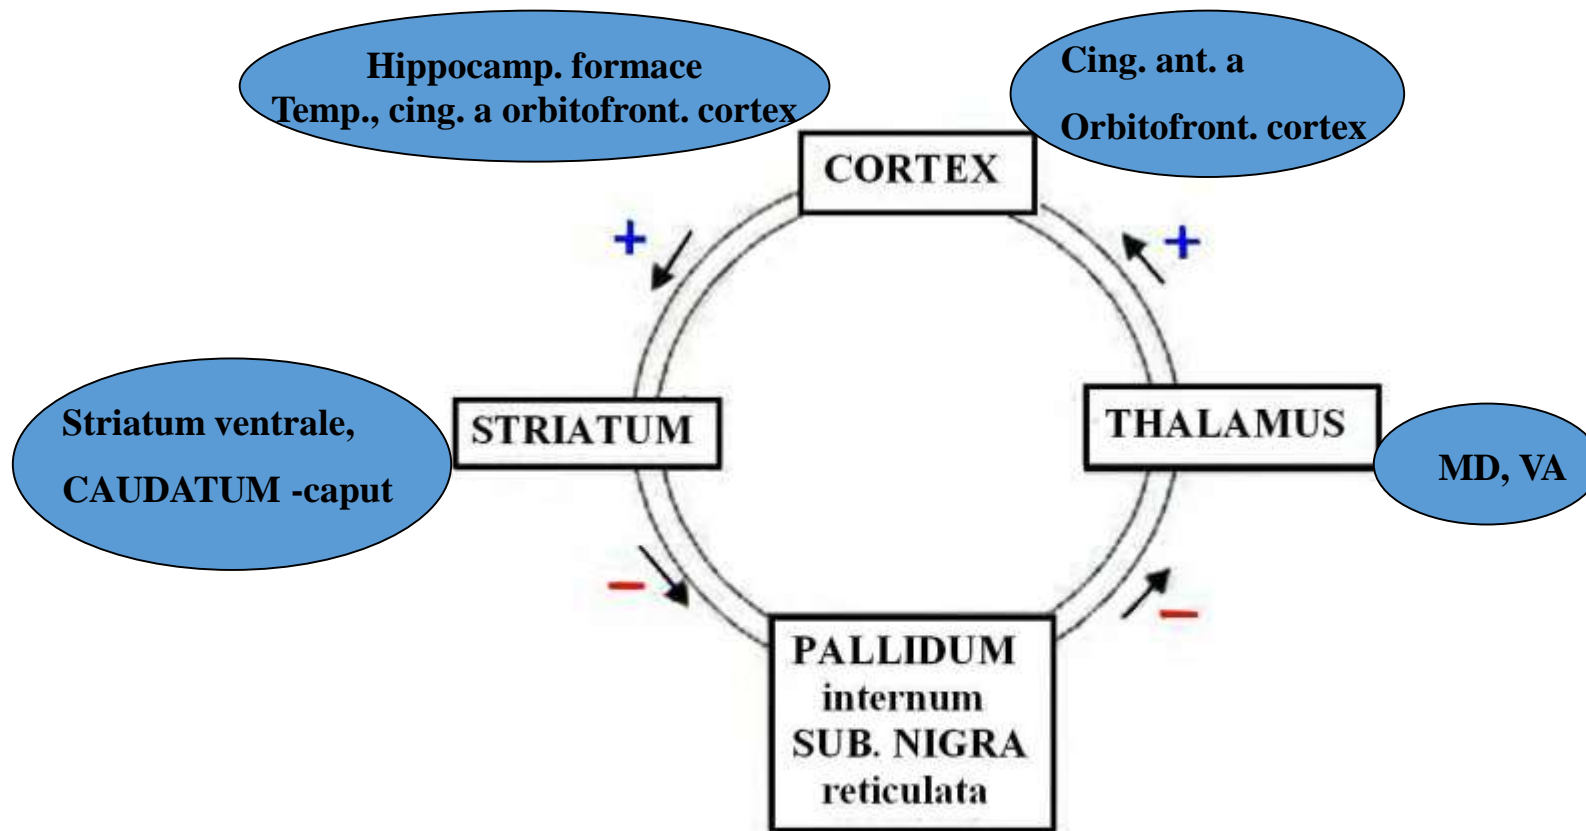 Hippocamp. formace
Temp., cing. a orbitofront. cortex
Cing. ant. a
Orbitofront. cortex
CORTEX
+
+
Striatum ventrale,
CAUDATUM -caput
STRIATUM
THALAMUS
MD, VA
−
−
PALLIDUM
internum
SUB. NIGRA
reticulata